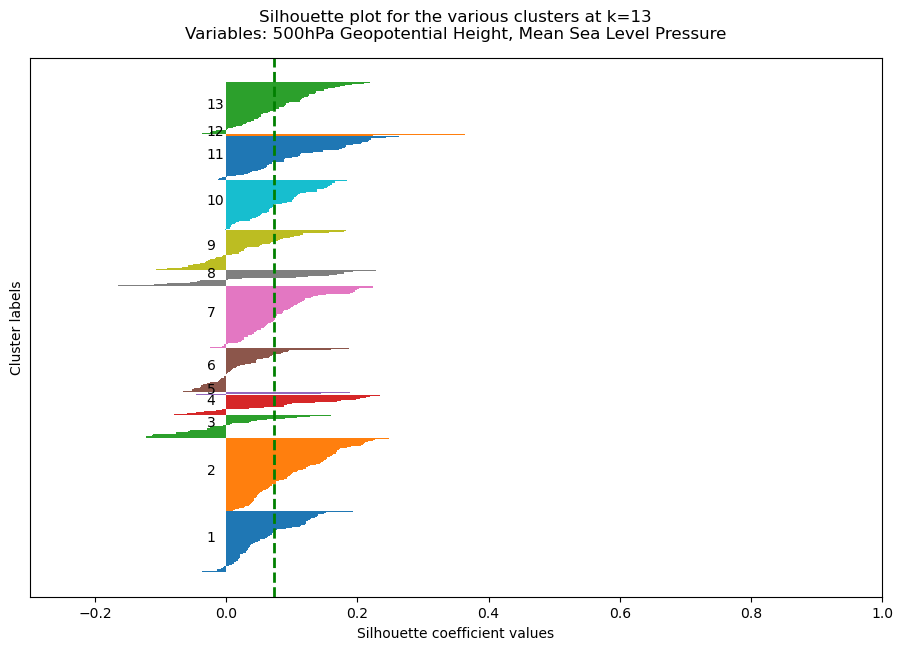 Silhouette plot for the various clusters at k=13
Variables: 500hPa Geopotential Height, Mean Sea Level Pressure
Cluster labels
13
12
11
10
9
8
7
6
5
4
3
2
1
−0.2 0.0 0.2 0.4 0.6 0.8 1.0
Silhouette coefficient values